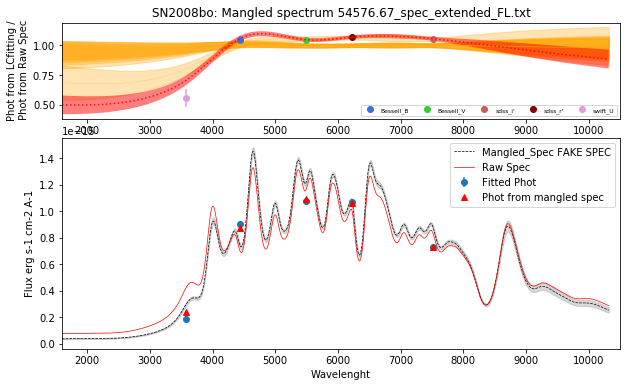 SN2008bo: Mangled spectrum 54576.67_spec_extended_FL.txt
Phot from LCfitting /
Phot from Raw Spec
1.00
0.75
0.50
Bessell_B
Bessell_V
sdss_i'
sdss_r'
swift_U
2000 3000 4000 5000 6000 7000 8000 9000 10000
1e-15
Flux erg s-1 cm-2 A-1
1.4
1.2
1.0
0.8
0.6
0.4
0.2
0.0
Mangled_Spec FAKE SPEC
Raw Spec
Fitted Phot
Phot from mangled spec
2000 3000 4000 5000 6000 7000 8000 9000 10000
Wavelenght